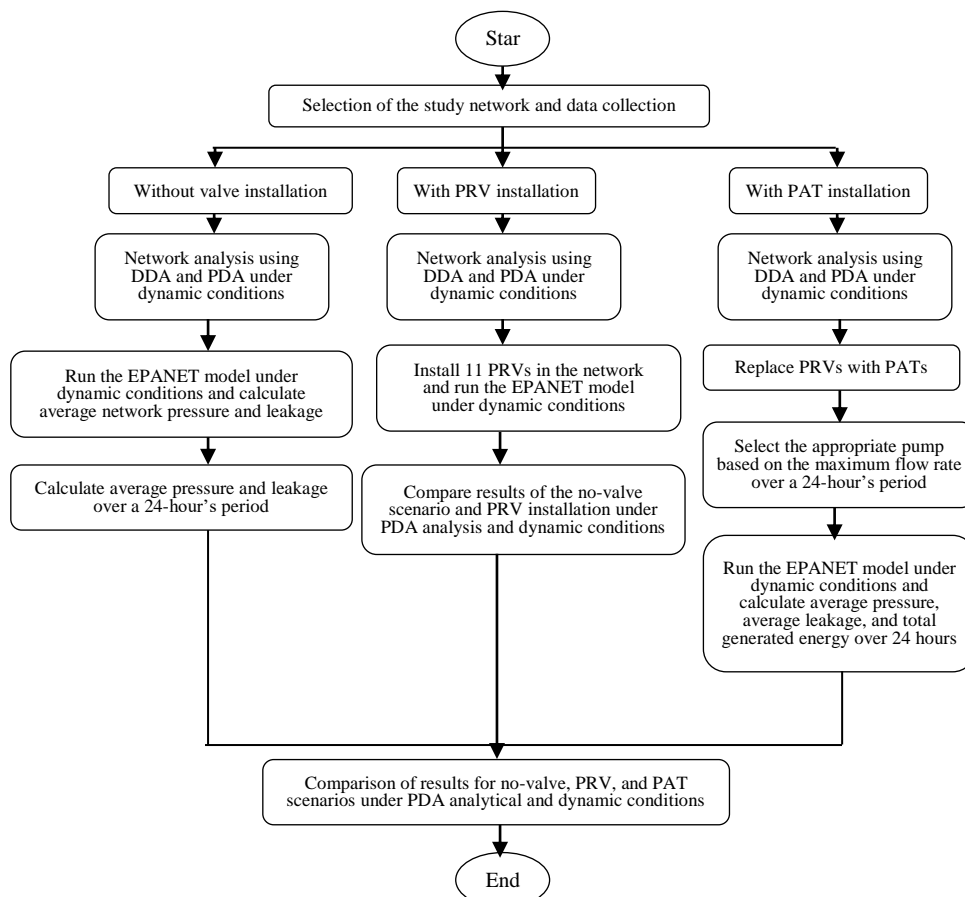 Star
Selection of the study network and data collection
Without valve installation
With PRV installation
With PAT installation
Network analysis using
DDA and PDA under
dynamic conditions
Network analysis using
DDA and PDA under
dynamic conditions
Network analysis using
DDA and PDA under
dynamic conditions
Run the EPANET model under
dynamic conditions and calculate
average network pressure and leakage
Install 11 PRVs in the network
and run the EPANET model
under dynamic conditions
Replace PRVs with PATs
Calculate average pressure and leakage
over a 24-hour's period
Compare results of the no-valve
scenario and PRV installation under
PDA analysis and dynamic conditions
Select the appropriate pump
based on the maximum flow rate
over a 24-hour's period
Run the EPANET model under
dynamic conditions and
calculate average pressure,
average leakage, and total
generated energy over 24 hours
Comparison of results for no-valve, PRV, and PAT
scenarios under PDA analytical and dynamic conditions
End